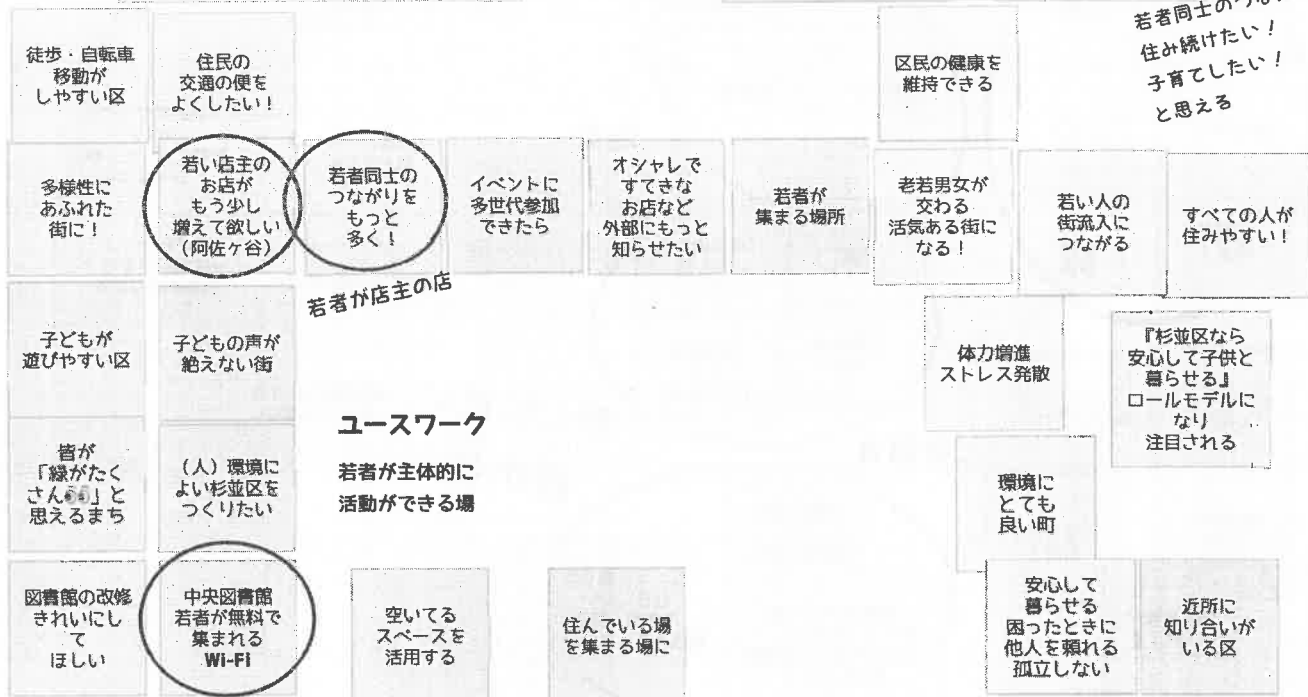 徒歩・自転車
移動が
しやすい区
住民の
交通の便を
よくしたい！
区民の健康を
維持できる
若者同士の
住み続けたい！
子育てしたい！
と思える
多様性に
あふれた
街に！
若い店主の
お店が
もう少し
増えて欲しい
（阿佐ヶ谷）
若者同士の
つながりを
もっと
多く！
イベントに
多世代参加
できたら
オシャレで
すてきな
お店など
外部にもっと
知らせたい
若者が
集まる場所
老若男女が
交わる
活気ある街に
なる！
若い人の
街流入に
つながる
すべての人が
住みやすい！
若者が店主の店
子どもが
遊びやすい区
子どもの声が
絶えない街
体力増進
ストレス発散
『杉並区なら
安心して子供と
暮らせる』
ロールモデルに
なり
注目される
ユースワーク
若者が主体的に
活動ができる場
皆が
「緑がたく
さん」と
思えるまち
（人）環境に
よい杉並区を
つくりたい
環境に
とても
良い町
図書館の改修
きれいにし
て
ほしい
中央図書館
若者が無料で
集まれる
Wi-Fi
空いてる
スペースを
活用する
住んでいる場
を集まる場に
安心して
暮らせる
困ったときに
他人を頼れる
孤立しない
近所に
知り合いが
いる区